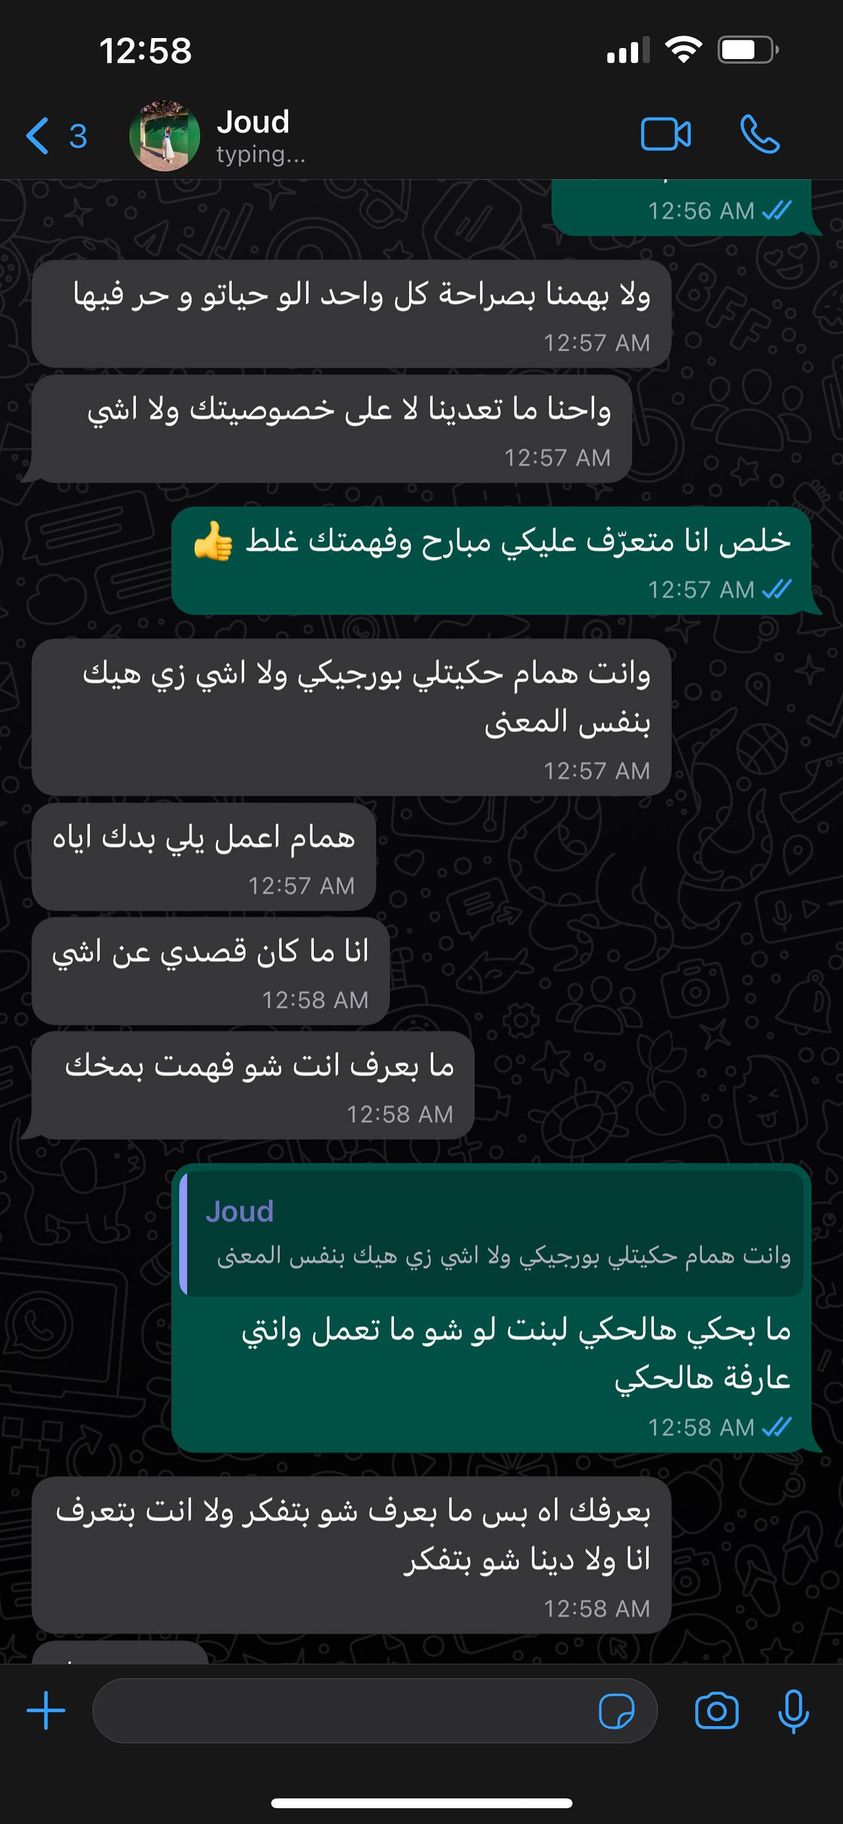 12:58
3
Joud
typing...
12:56 AM
ولا بهمنا بصراحة كل واحد الو حياتو و حر فيها
12:57 AM
واحنا ما تعدينا لا على خصوصيتك ولا اشي
12:57 AM
خلص انا متعرّف عليكي مبارح وفهمتك غلط 👍
12:57 AM
وانت همام حكيتلي بورجيكي ولا اشي زي هيك
بنفس المعنى
12:57 AM
همام اعمل يلي بدك اياه
12:57 AM
انا ما كان قصدي عن اشي
12:58 AM
ما بعرف انت شو فهمت بمخك
12:58 AM
Joud
وانت همام حكيتلي بورجيكي ولا اشي زي هيك بنفس المعنى
ما بحكي هالحكي لبنت لو شو ما تعمل وانتي
عارفة هالحكي
12:58 AM
بعرفك اه بس ما بعرف شو بتفكر ولا انت بتعرف
انا ولا دينا شو بتفكر
12:58 AM